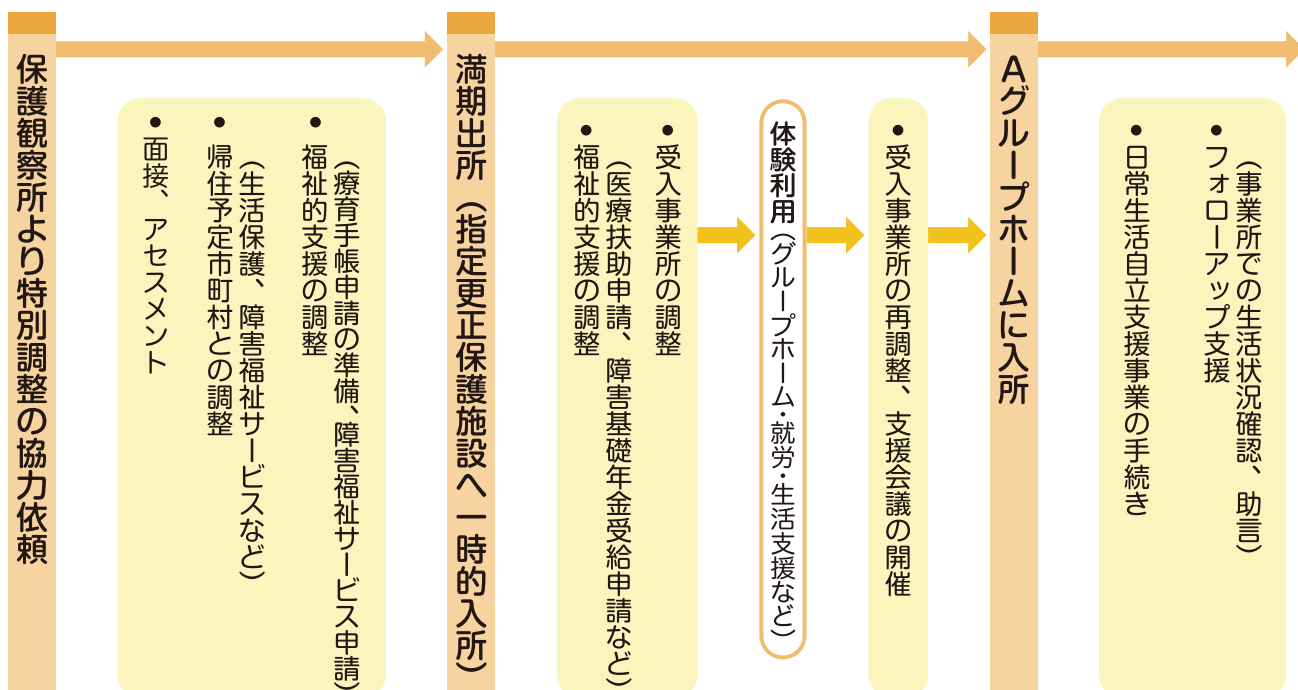 保護観察所より特別調整の協力依頼
● 面接、アセスメント
● 帰住予定市町村との調整
（生活保護、障害福祉サービスなど）
● 福祉的支援の調整
（療育手帳申請の準備、障害福祉サービス申請）
満期出所（指定更正保護施設へ一時的入所）
● 福祉的支援の調整
（医療扶助申請、障害基礎年金受給申請など）
● 受入事業所の調整
体験利用（グループホーム・就労・生活支援など）
● 受入事業所の再調整、支援会議の開催
Aグループホームに入所
● 日常生活自立支援事業の手続き
● フォローアップ支援
（事業所での生活状況確認、助言）